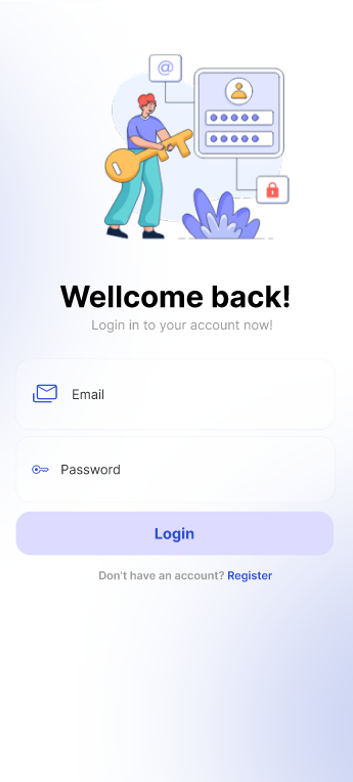 @
Wellcome back!
Login in to your account now!
Email
Password
Login
Don't have an account? Register